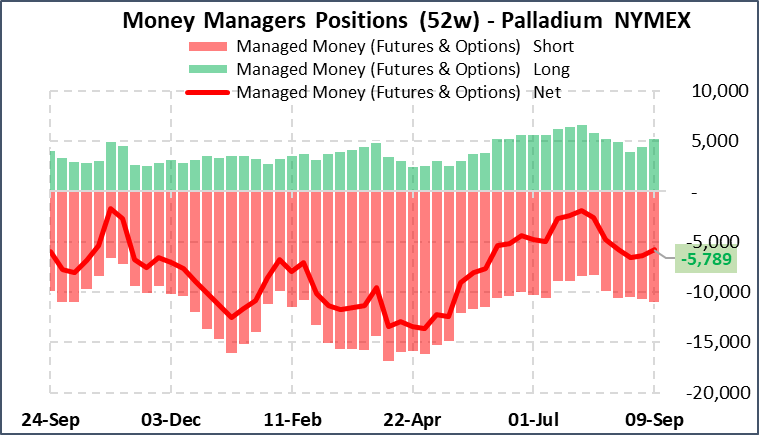 Money Managers Positions (52w) - Palladium NYMEX
Managed Money (Futures & Options) Short
Managed Money (Futures & Options) Long
Managed Money (Futures & Options) Net
10,000
5,000
-
-5,000
-5,789
-10,000
-15,000
-20,000
24-Sep 03-Dec 11-Feb 22-Apr 01-Jul 09-Sep